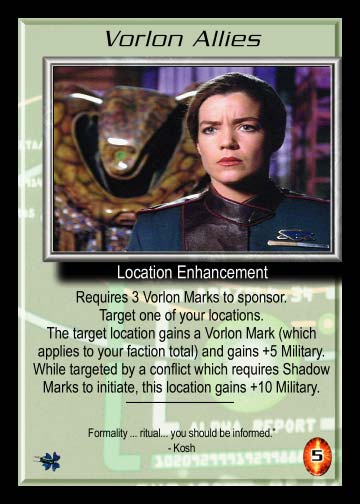 Vorlon Allies
Location Enhancement
Requires 3 Vorlon Marks to sponsor.
Target one of your locations.
The target location gains a Vorlon Mark (which
applies to your faction total) and gains +5 Military.
While targeted by a conflict which requires Shadow
Marks to initiate, this location gains +10 Military.
Formality ... ritual... you should be informed."
- Kosh
5
ALPHA REPORT